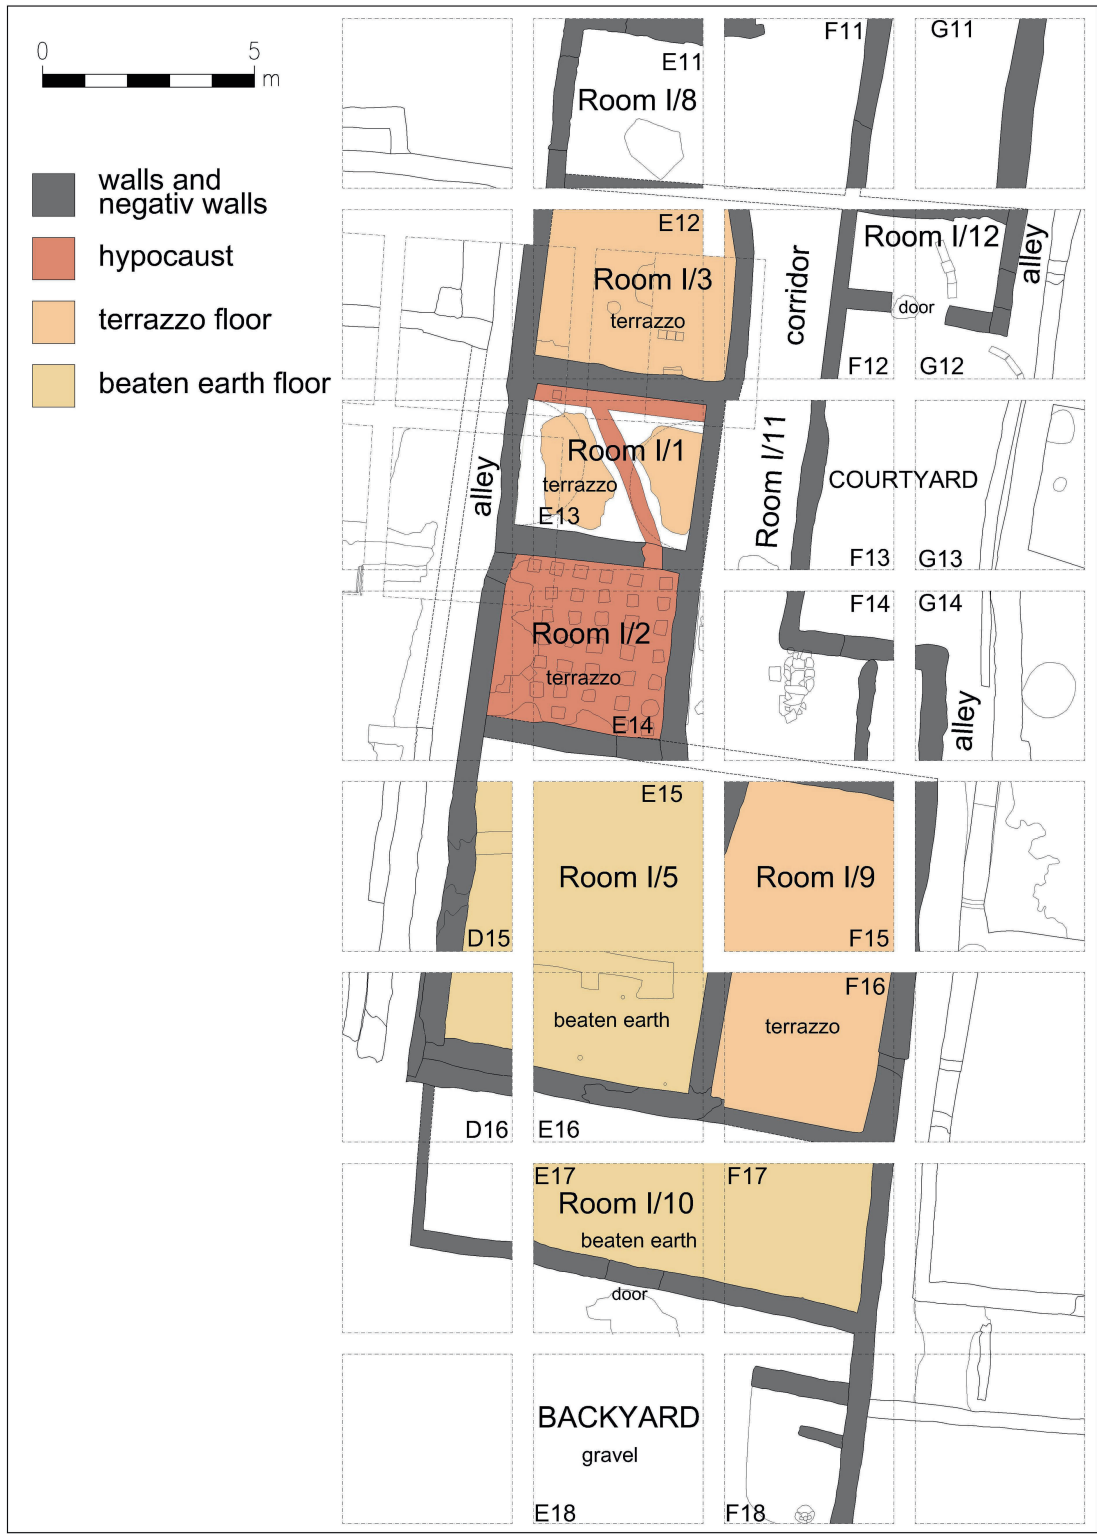 0 5
m
walls and
negativ walls
hypocaust
terrazzo floor
beaten earth floor
F11 G11
E11
Room I/8
E12
Room I/12
alley
corridor
Room I/3
door
terrazzo
F12 G12
Room I/11
Room I/1
alley
COURTYARD
terrazzo
E13
F13 G13
F14 G14
Room I/2
terrazzo
E14
alley
E15
Room I/5 Room I/9
D15 F15
F16
beaten earth terrazzo
D16 E16
E17 F17
Room I/10
beaten earth
door
BACKYARD
gravel
E18 F18